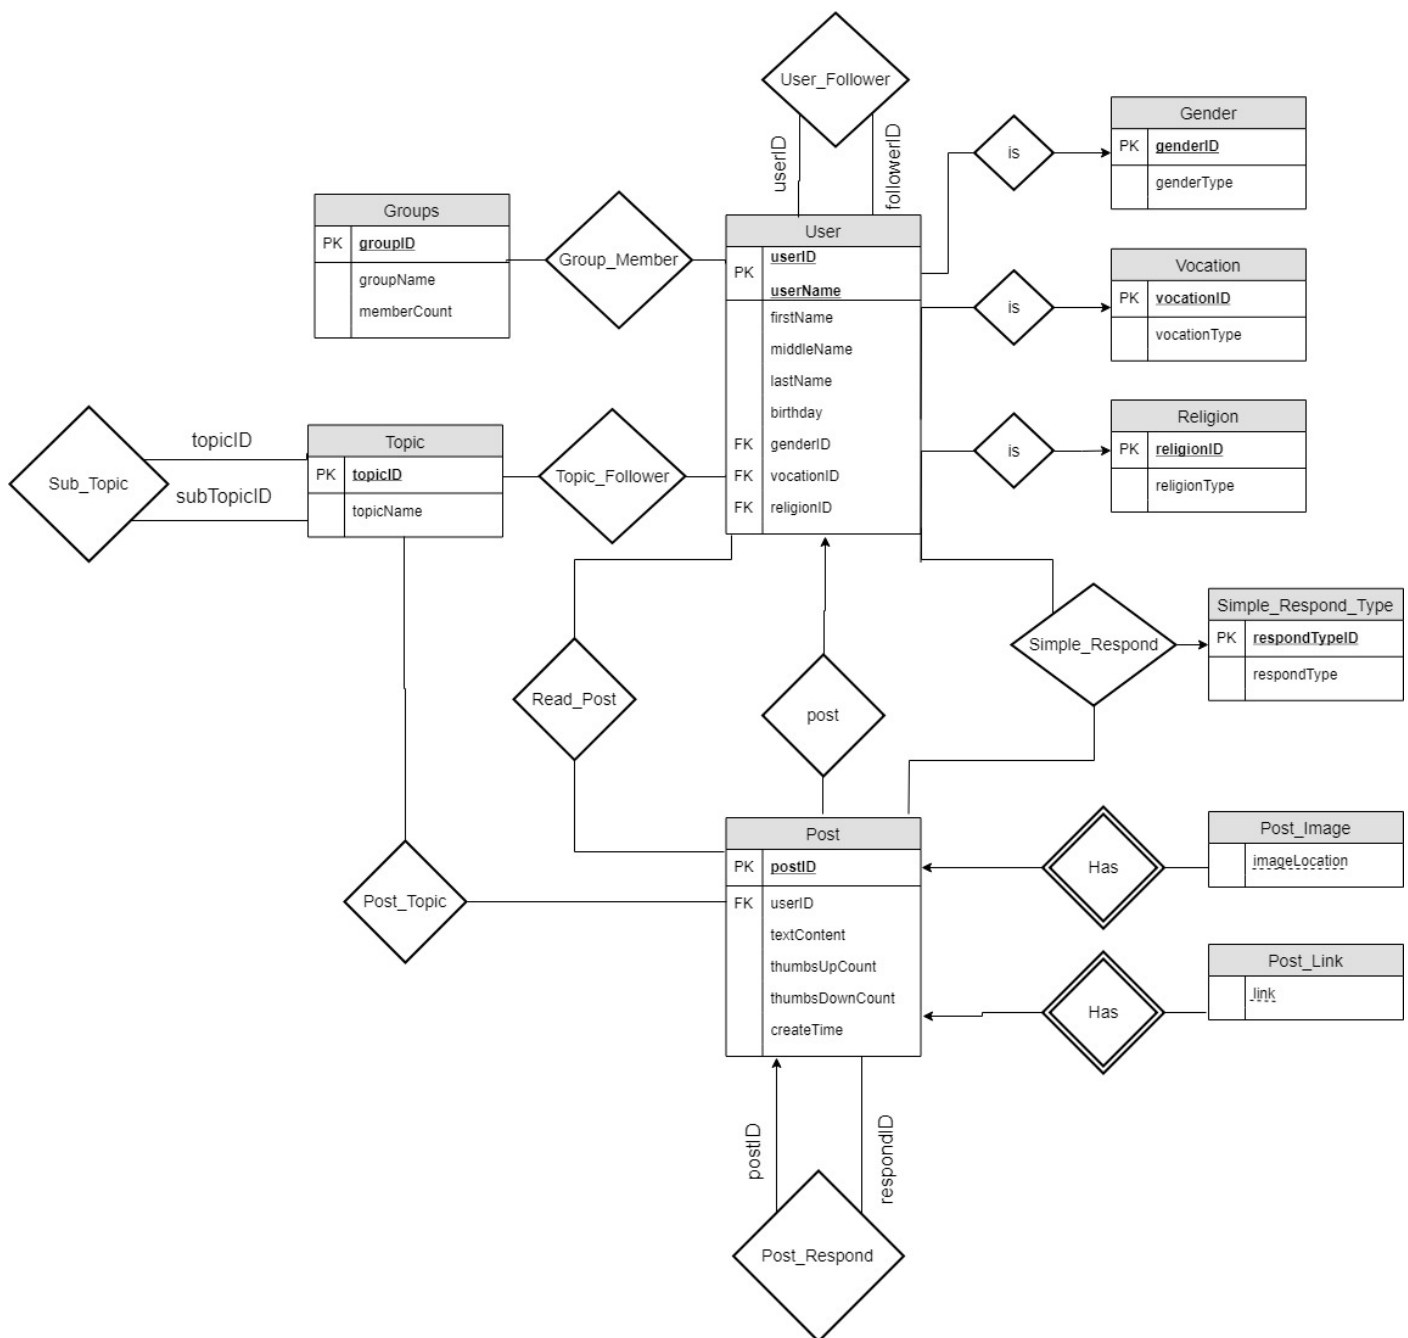 User_Follower
userID
followerID
Gender
PK genderID
genderType
is
Groups
PK groupID
groupName
memberCount
Group_Member
User
PK
userID
userName
firstName
middleName
lastName
birthday
FK genderID
FK vocationID
FK religionID
is
Vocation
PK vocationID
vocationType
is
Religion
PK religionID
religionType
Sub_Topic
topicID
subTopicID
Topic
PK topicID
topicName
Topic_Follower
Simple_Respond
Simple_Respond_Type
PK respondTypeID
respondType
Read_Post
post
Post_Topic
Post
PK postID
FK userID
textContent
thumbsUpCount
thumbsDownCount
createTime
Has
Post_Image
imageLocation
Has
Post_Link
link
postID
respondID
Post_Respond